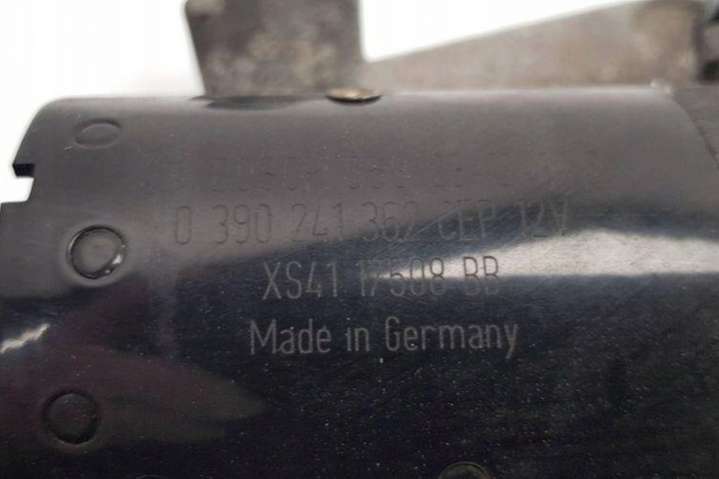 0 390 241 362 CEP 12V
XS41 17508 BB
Made in Germany